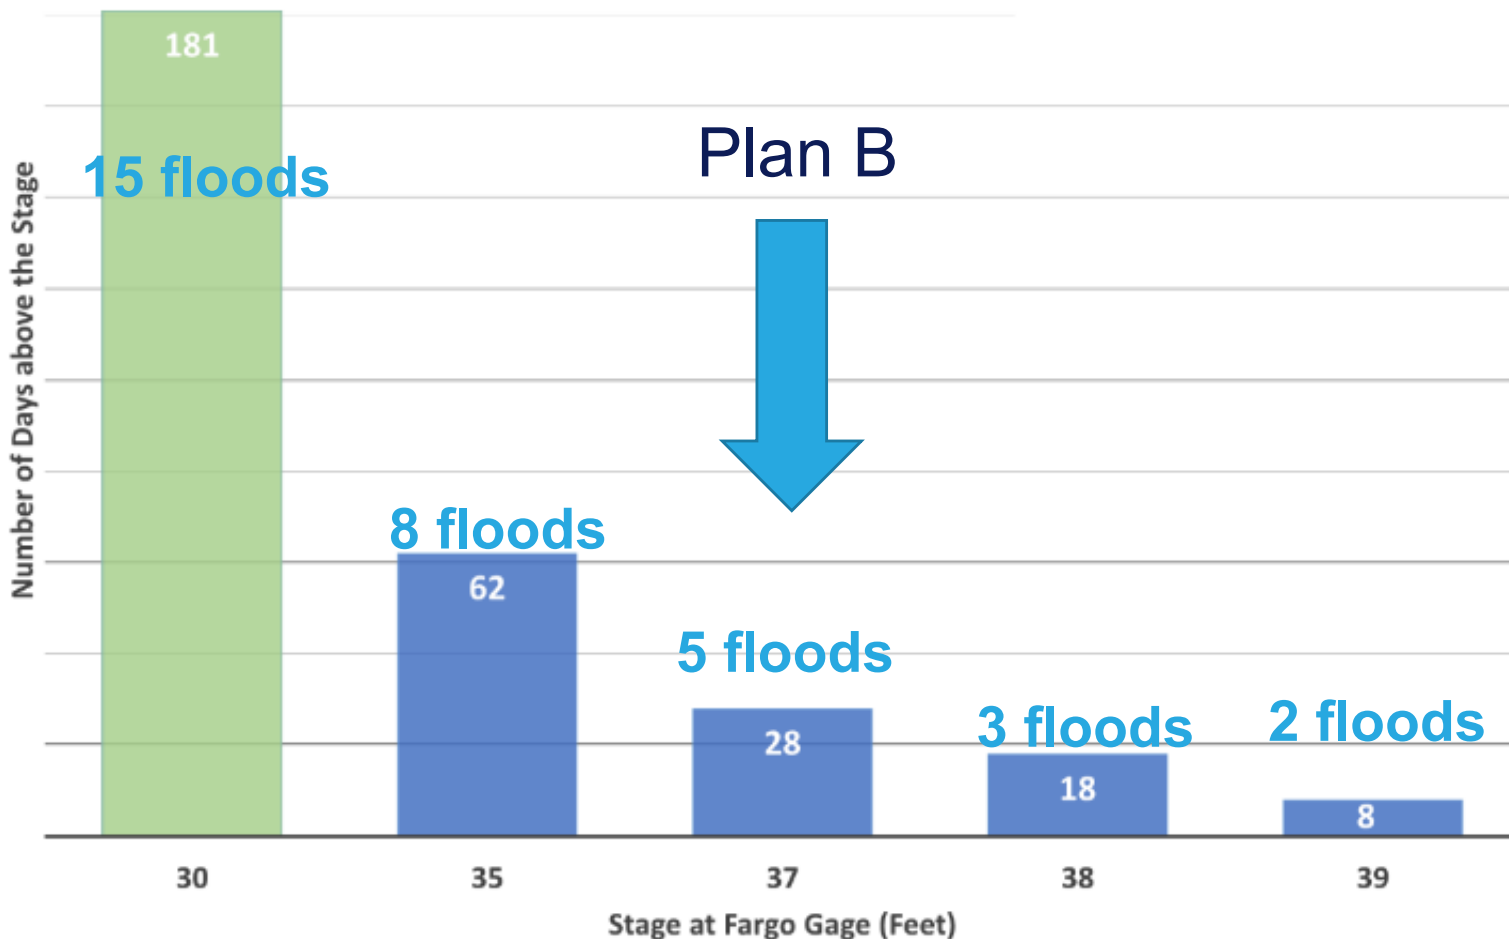 181
15 floods
Plan B
8 floods
62
5 floods
28
3 floods
18
2 floods
8
Number of Days above the Stage
30 35 37 38 39
Stage at Fargo Gage (Feet)